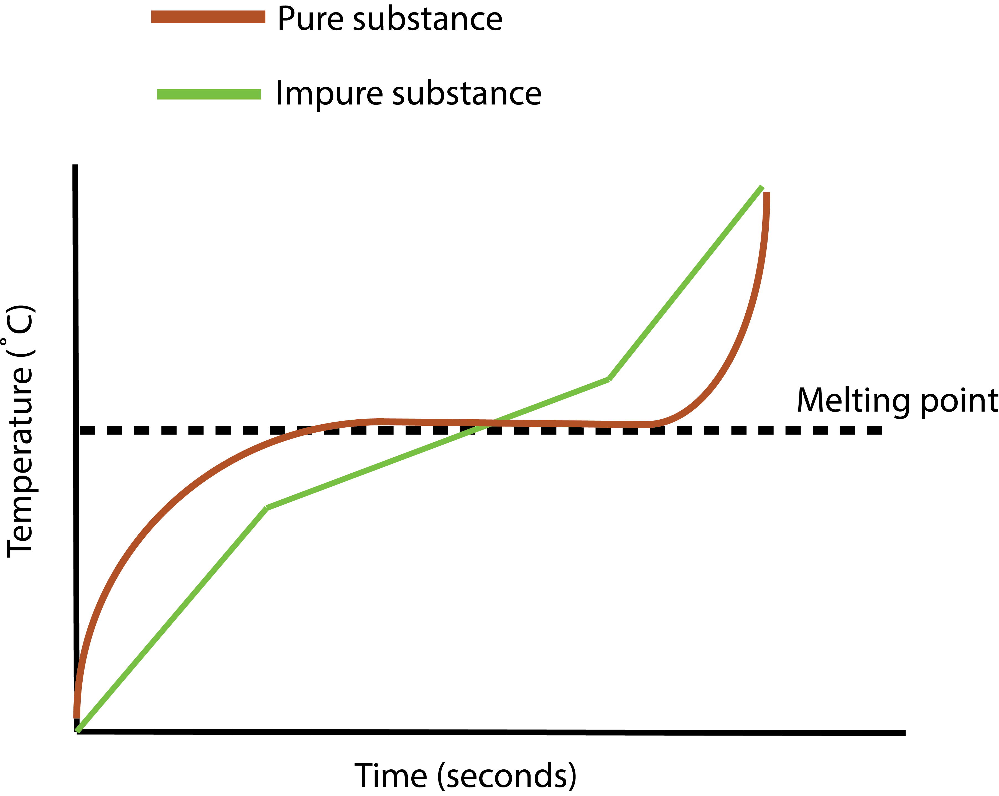 Pure substance
Impure substance
Temperature (°C)
Melting point
Time (seconds)